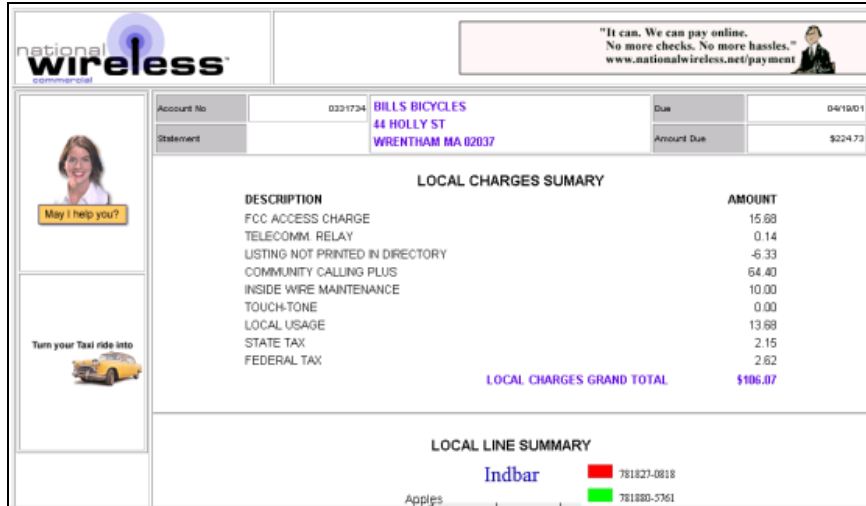 national
wireless
commercial
"It can. We can pay online.
No more checks. No more hassles."
www.nationalwireless.net/payment
Account No 0331734
Statement
BILLS BICYCLES
44 HOLLY ST
WRENTHAM MA 02037
Due 04/19/01
Amount Due $224.73
May I help you?
Turn your Taxi ride into
LOCAL CHARGES SUMARY
DESCRIPTION AMOUNT
FCC ACCESS CHARGE 15.68
TELECOMM. RELAY 0.14
LISTING NOT PRINTED IN DIRECTORY -6.33
COMMUNITY CALLING PLUS 64.40
INSIDE WIRE MAINTENANCE 10.00
TOUCH-TONE 0.00
LOCAL USAGE 13.68
STATE TAX 2.15
FEDERAL TAX 2.62
LOCAL CHARGES GRAND TOTAL $106.07
LOCAL LINE SUMMARY
Indbar
781827-0818
781880-5761
Apples